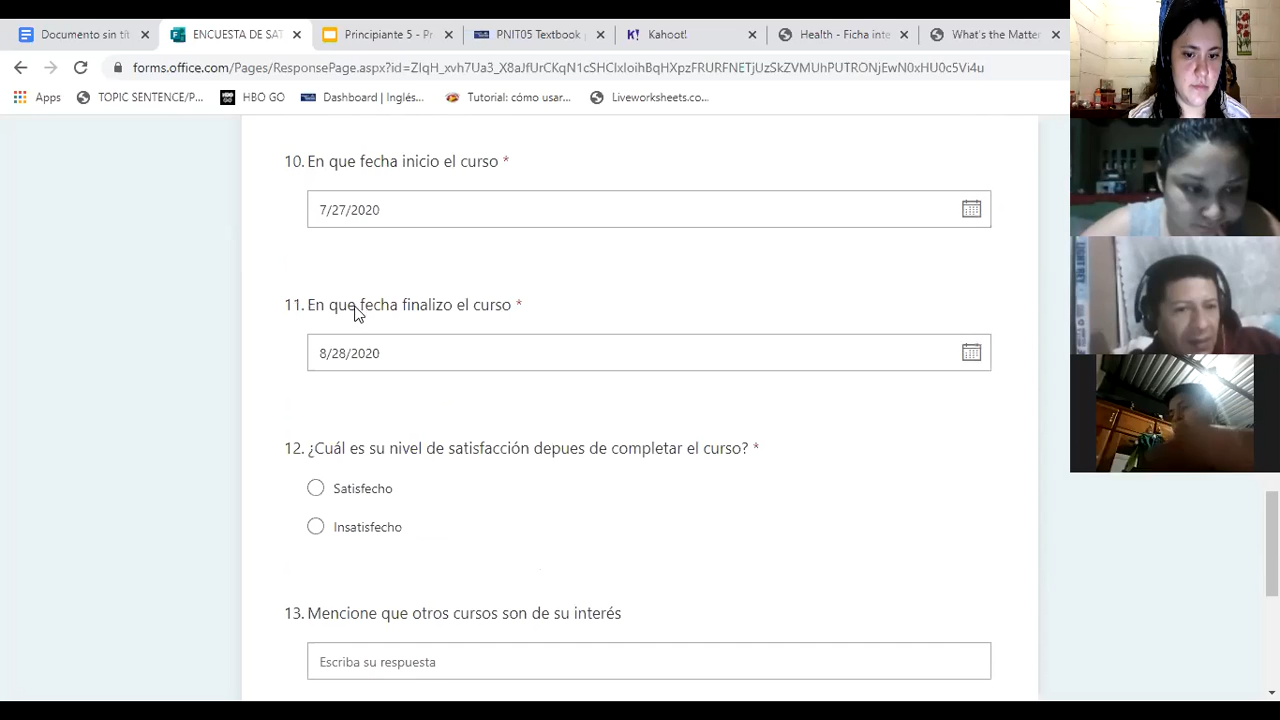 Documento sin tít
ENCUESTA DE SAT
Principiante 5 - P
PNIT05 Textbook
K! Kahoot!
Health - Ficha inte
What's the Matter
forms.office.com/Pages/ResponsePage.aspx?id=
Apps
TOPIC SENTENCE/P...
HBO GO
Dashboard | Inglés...
Tutorial: cómo usar...
Liveworksheets.co...
10. En que fecha inicio el curso *
7/27/2020
11. En que fecha finalizo el curso *
8/28/2020
12. ¿Cuál es su nivel de satisfacción depues de completar el curso? *
Satisfecho
Insatisfecho
13. Mencione que otros cursos son de su interés
Escriba su respuesta